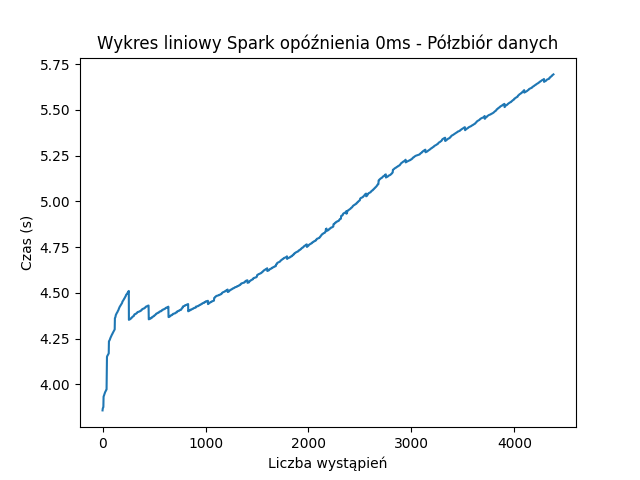 Wykres liniowy Spark opóźnienia 0ms - Półzbiór danych
5.75
5.50
5.25
5.00
4.75
4.50
4.25
4.00
Czas (s)
0 1000 2000 3000 4000
Liczba wystąpień